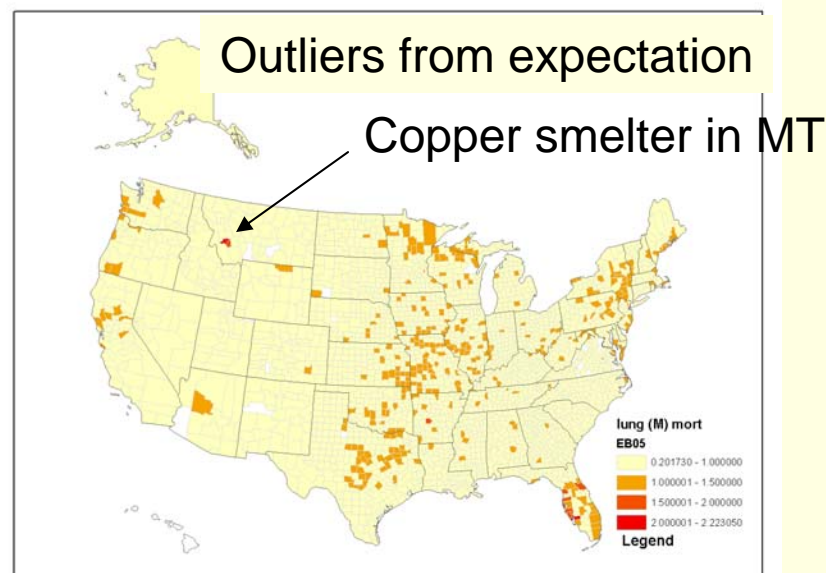 Outliers from expectation
Copper smelter in MT
lung (M) mort
EB05
0.201730 - 1.000000
1.000001 - 1.500000
1.500001 - 2.000000
2.000001 - 2.223050
Legend